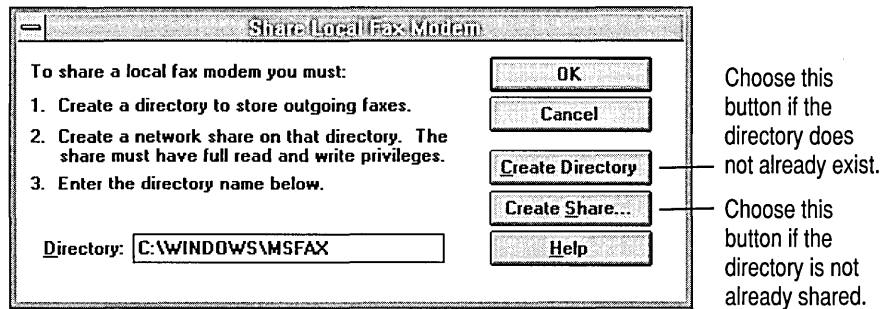 Share Local Fax Modem
To share a local fax modem you must:
1. Create a directory to store outgoing faxes.
2. Create a network share on that directory. The
share must have full read and write privileges.
3. Enter the directory name below.
Directory: C:\WINDOWS\MSFAX
OK
Cancel
Create Directory
Create Share...
Help
Choose this
button if the
directory does
not already exist.
Choose this
button if the
directory is not
already shared.